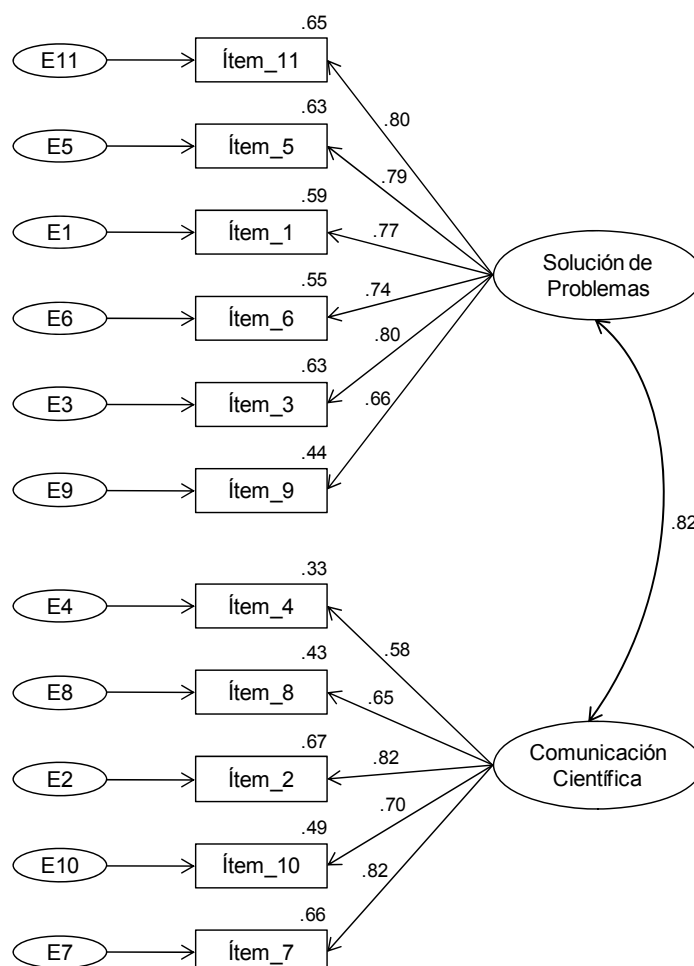 .65
E11 Ítem_11
.80
.63
E5 Ítem_5
.79
.59
E1 Ítem_1
.77
.55
E6 Ítem_6
.74
.63
E3 Ítem_3
.80
.44
E9 Ítem_9
.66
Solución de
Problemas
.82
.33
E4 Ítem_4
.58
.43
E8 Ítem_8
.65
.67
E2 Ítem_2
.82
.49
E10 Ítem_10
.70
.66
E7 Ítem_7
.82
Comunicación
Científica